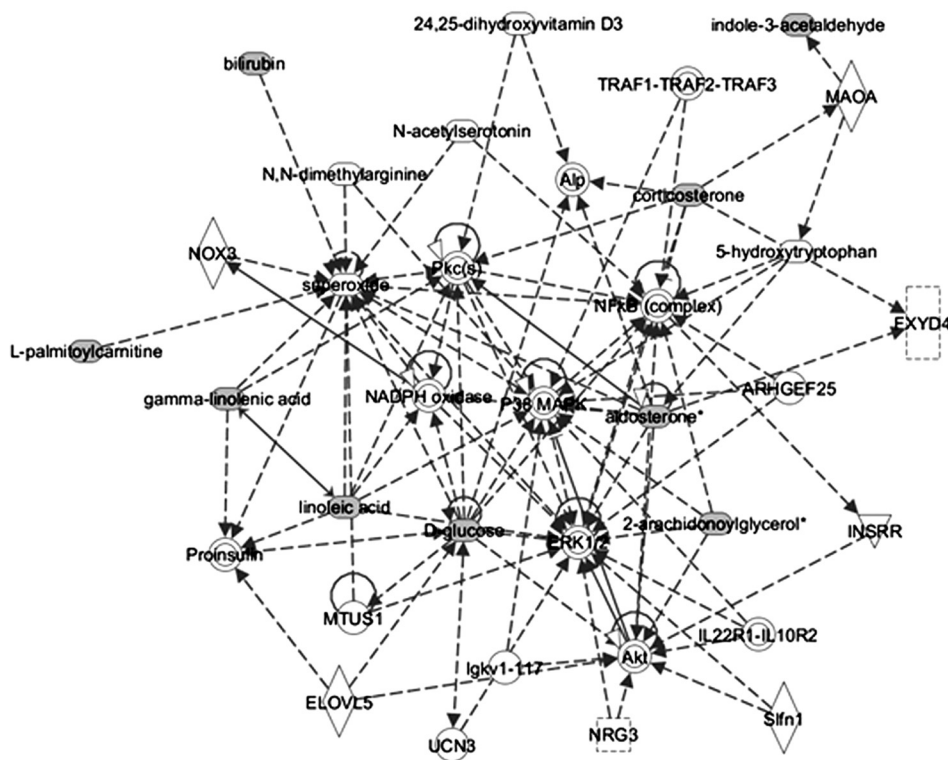 24,25-dihydroxyvitamin D3
indole-3-acetaldehyde
bilirubin
TRAF1-TRAF2-TRAF3
MAOA
N-acetylserotonin
N,N-dimethylarginine
Alp
corticosterone
NOX3
Pkc(s)
5-hydroxytryptophan
superoxide
NFkB (complex)
FXYD4
L-palmitoylcarnitine
gamma-linolenic acid
NADPH oxidase
P38 MAPK
aldosterone*
ARHGEF25
linoleic acid
D-glucose
ERK1/2
2-arachidonoylglycerol*
INSRR
Proinsulin
MTUS1
IL22R1-IL10R2
Igkv1-117
Akt
ELOVL5
UCN3
NRG3
Slfn1